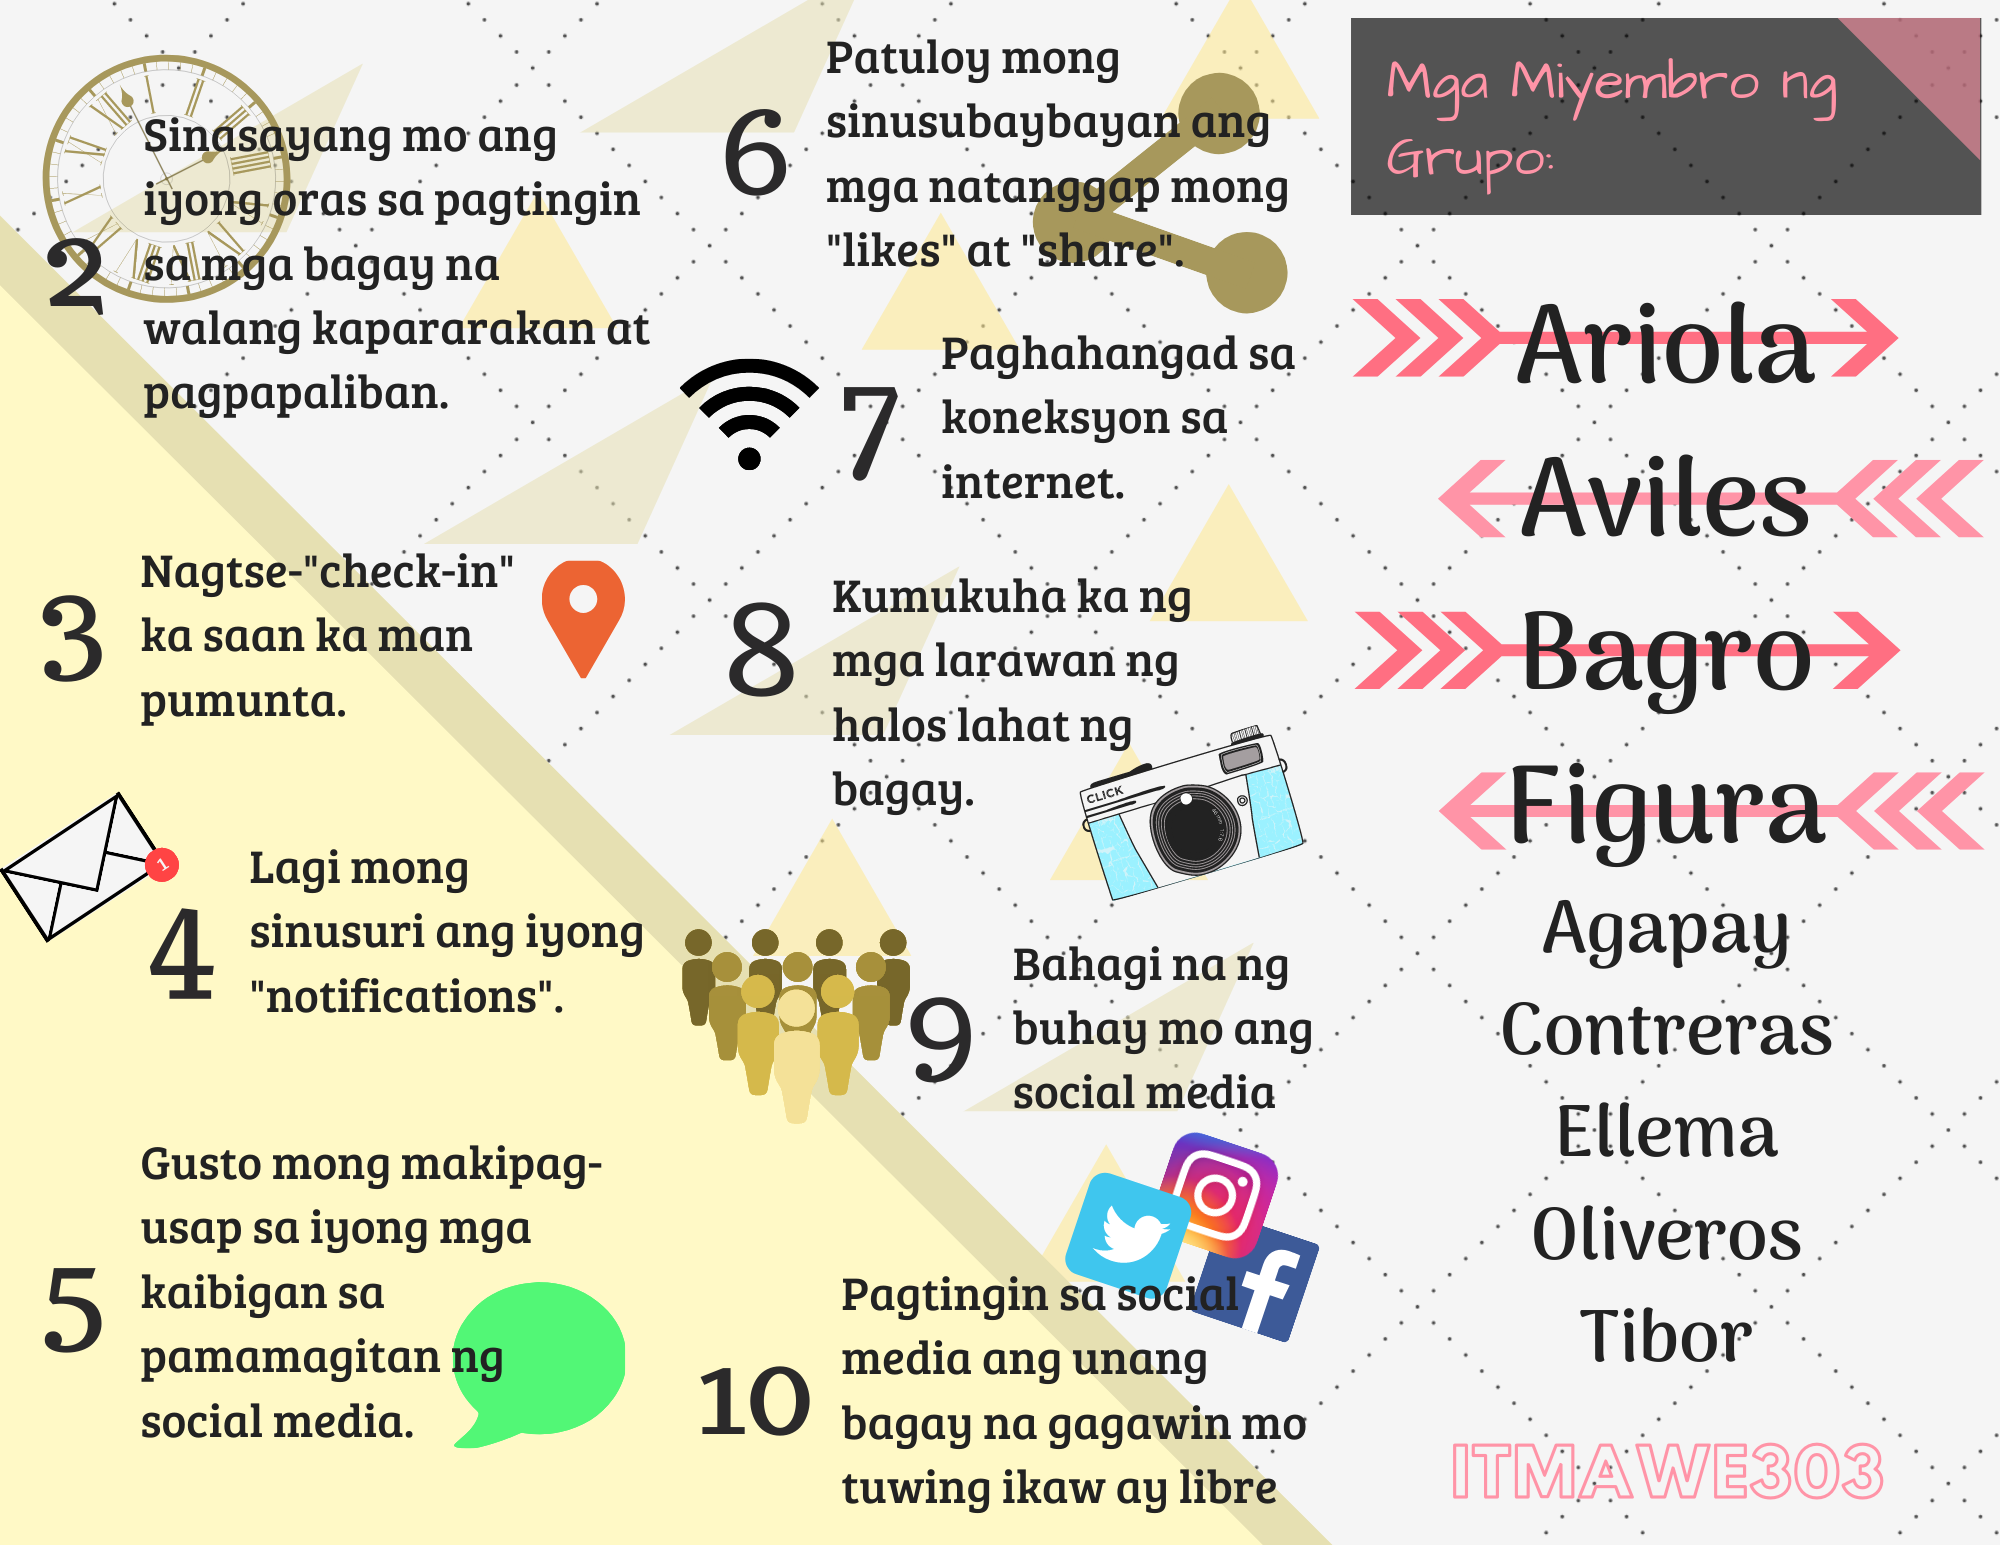 2
Sinasayang mo ang
iyong oras sa pagtingin
sa mga bagay na
walang kapararakan at
pagpapaliban.
3
Nagtse-"check-in"
ka saan ka man
pumunta.
1
4
Lagi mong
sinusuri ang iyong
"notifications".
5
Gusto mong makipag-
usap sa iyong mga
kaibigan sa
pamamagitan ng
social media.
6
Patuloy mong
sinusubaybayan ang
mga natanggap mong
"likes" at "share".
7
Paghahangad sa
koneksyon sa
internet.
8
Kumukuha ka ng
mga larawan ng
halos lahat ng
bagay.
CLICK
9
Bahagi na ng
buhay mo ang
social media
10
Pagtingin sa social
media ang unang
bagay na gagawin mo
tuwing ikaw ay libre
Mga Miyembro ng
Grupo:
Ariola
Aviles
Bagro
Figura
Agapay
Contreras
Ellema
Oliveros
Tibor
ITMAWE303